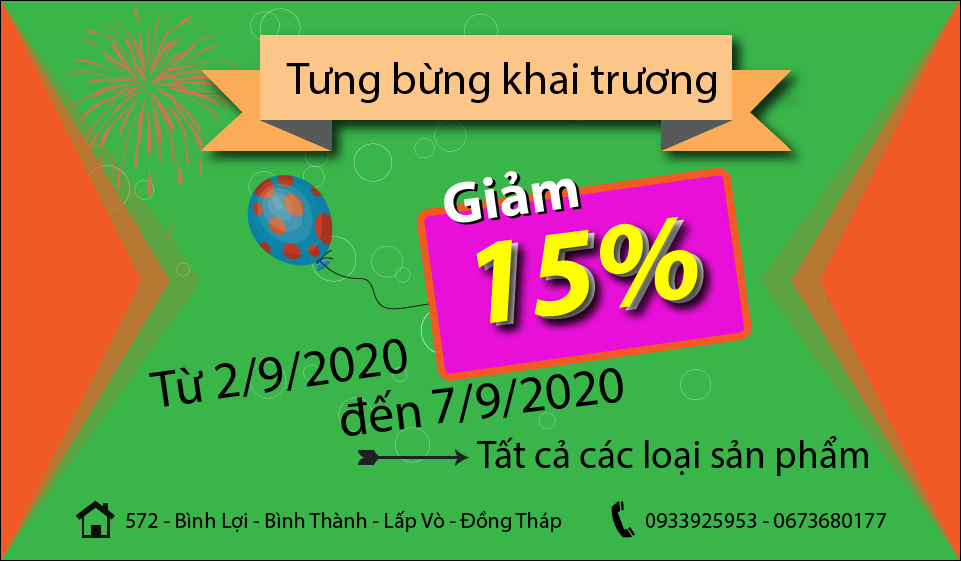 Tưng bừng khai trương
Giảm
15%
Từ 2/9/2020
đến 7/9/2020
Tất cả các loại sản phẩm
572 - Bình Lợi - Bình Thành - Lấp Vò - Đồng Tháp
0933925953 - 0673680177